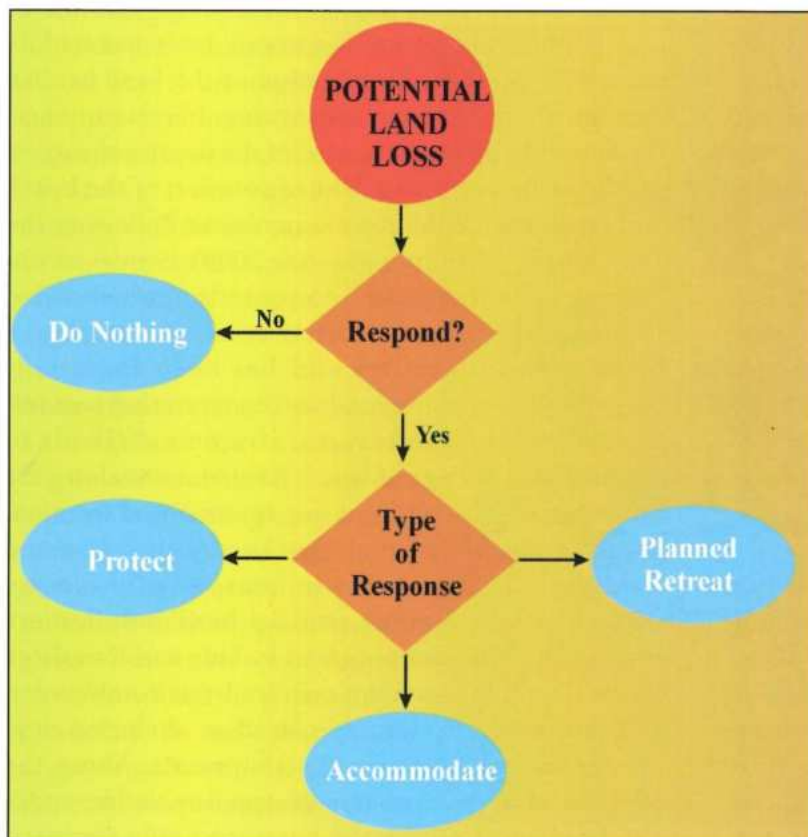 POTENTIAL
LAND
LOSS
Respond?
No
Do Nothing
Yes
Type
of
Response
Protect
Planned
Retreat
Accommodate